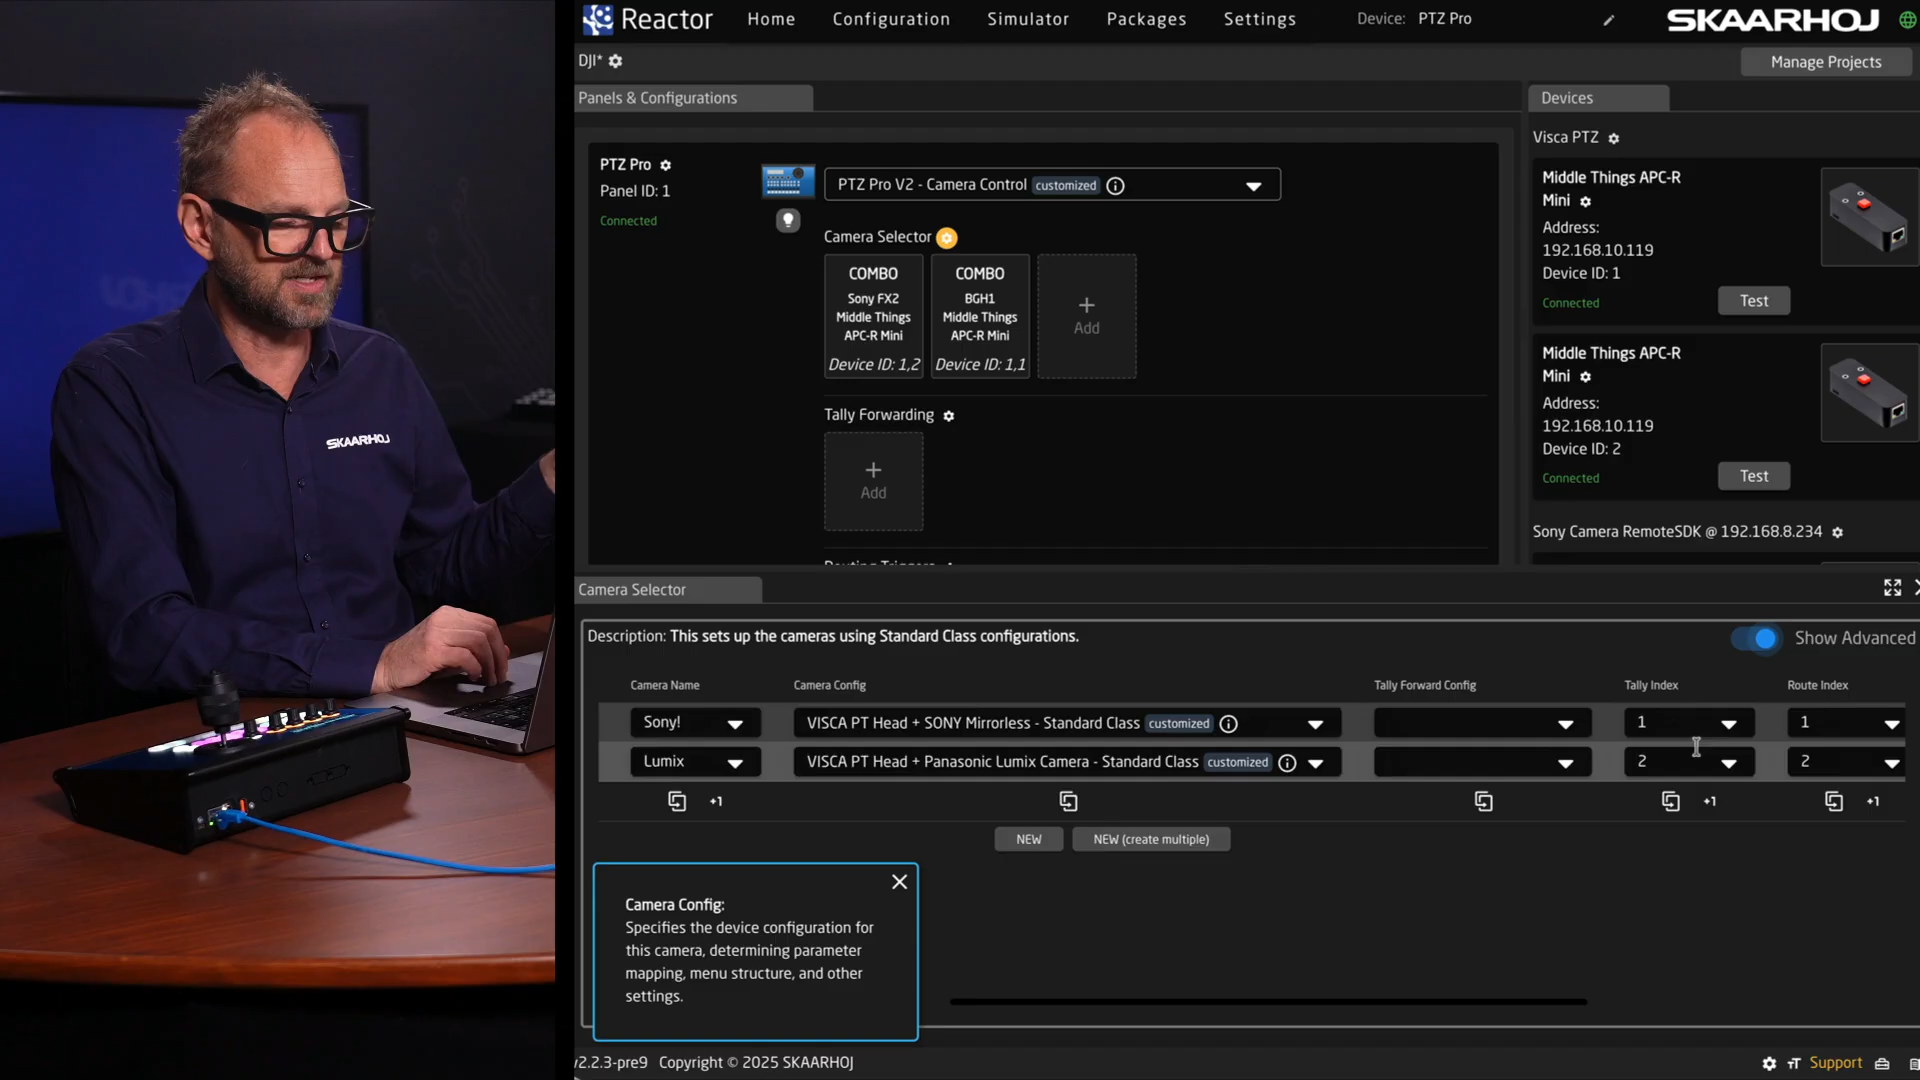 Reactor
Home Configuration Simulator Packages Settings
Device: PTZ Pro
SKAARHOJ
DJI*
Manage Projects
Panels & Configurations
Devices
PTZ Pro
Panel ID: 1
Connected
PTZ Pro V2 - Camera Control customized
Camera Selector
COMBO
Sony FX2
Middle Things
APC-R Mini
Device ID: 1,2
COMBO
BGH1
Middle Things
APC-R Mini
Device ID: 1,1
+
Add
Tally Forwarding
+
Add
Visca PTZ
Middle Things APC-R
Mini
Address:
192.168.10.119
Device ID: 1
Connected
Test
Middle Things APC-R
Mini
Address:
192.168.10.119
Device ID: 2
Connected
Test
Sony Camera RemoteSDK @ 192.168.8.234
SKAARHOJ
Camera Selector
Description: This sets up the cameras using Standard Class configurations.
Show Advanced
Camera Name Camera Config Tally Forward Config Tally Index Route Index
Sony! VISCA PT Head + SONY Mirrorless - Standard Class customized 1 1
Lumix VISCA PT Head + Panasonic Lumix Camera - Standard Class customized 2 2
+1 +1 +1
NEW NEW (create multiple)
Camera Config:
Specifies the device configuration for
this camera, determining parameter
mapping, menu structure, and other
settings.
v2.2.3-pre9 Copyright © 2025 SKAARHOJ
Support